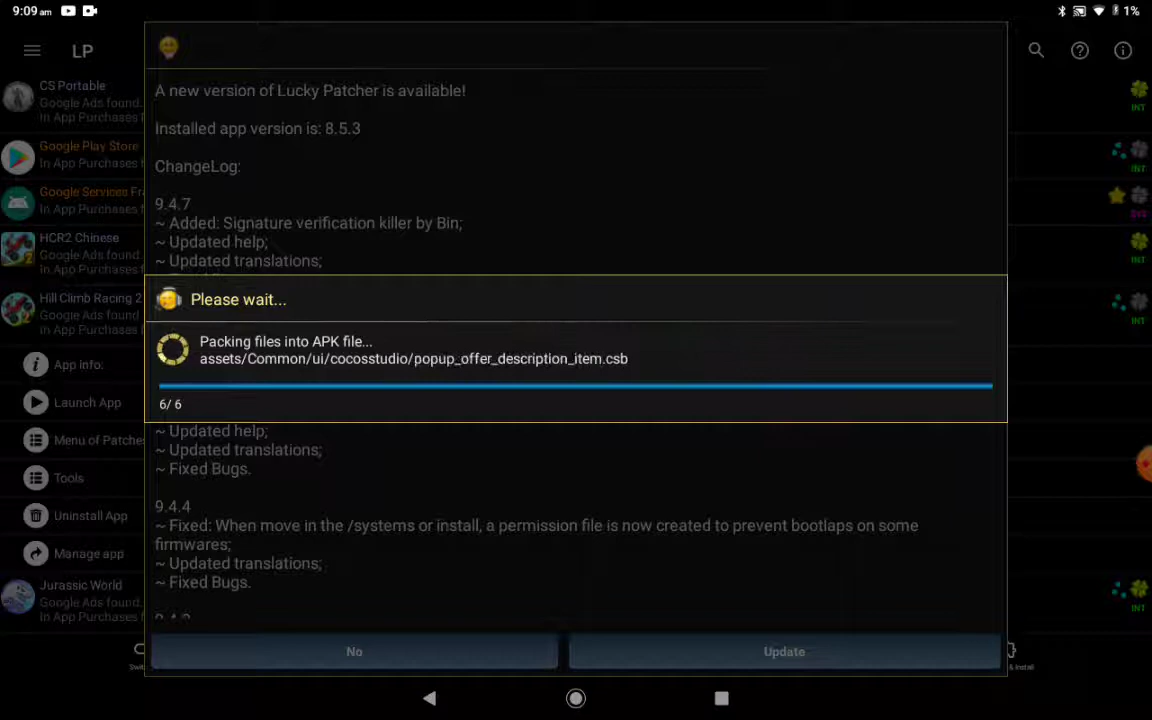 9:09 am
1%
LP
CS Portable
Google Ads found.
In App Purchases f
INT
Google Play Store
In App Purchases f
INT
Google Services Fra
In App Purchases f
HCR2 Chinese
Google Ads found.
In App Purchases f
INT
Hill Climb Racing 2
Google Ads found.
In App Purchases f
INT
App info:
Launch App
Menu of Patches
Tools
Uninstall App
Manage app
Jurassic World
Google Ads found.
In App Purchases f
INT
A new version of Lucky Patcher is available!
Installed app version is: 8.5.3
ChangeLog:
9.4.7
~ Added: Signature verification killer by Bin;
~ Updated help;
~ Updated translations;
Please wait...
Packing files into APK file...
assets/Common/ui/cocosstudio/popup_offer_description_item.csb
6/ 6
~ Updated help;
~ Updated translations;
~ Fixed Bugs.
9.4.4
~ Fixed: When move in the /systems or install, a permission file is now created to prevent bootlaps on some
firmwares;
~ Updated translations;
~ Fixed Bugs.
No
Update
& Install